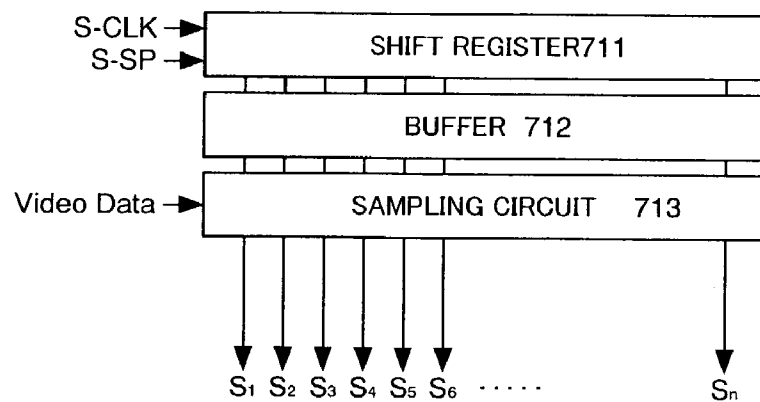 S-CLK
S-SP
SHIFT REGISTER711
BUFFER 712
Video Data
SAMPLING CIRCUIT 713
S1 S2 S3 S4 S5 S6 ····· Sn